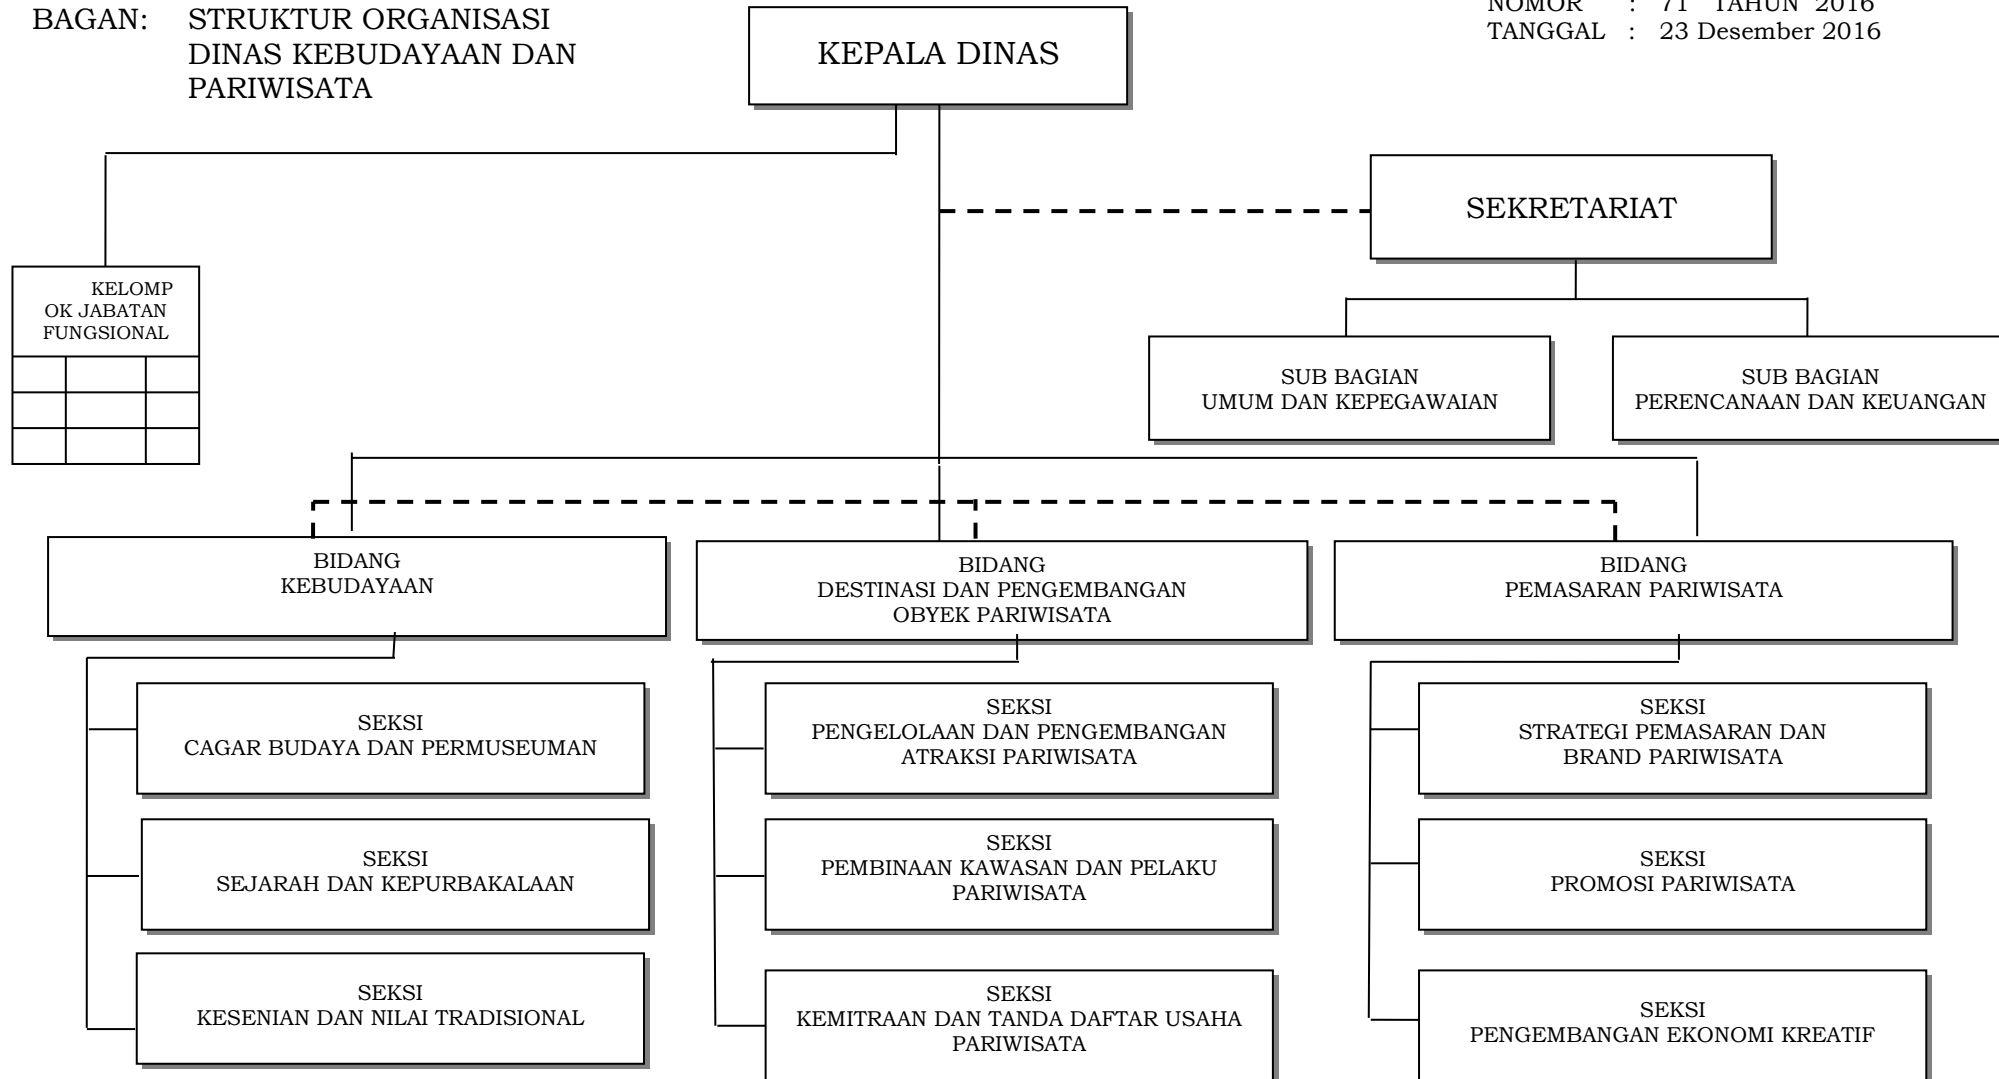 BAGAN: STRUKTUR ORGANISASI
DINAS KEBUDAYAAN DAN
PARIWISATA
NOMOR : 71 TAHUN 2016
TANGGAL : 23 Desember 2016
KEPALA DINAS
SEKRETARIAT
KELOMP
OK JABATAN
FUNGSIONAL
SUB BAGIAN
UMUM DAN KEPEGAWAIAN
SUB BAGIAN
PERENCANAAN DAN KEUANGAN
BIDANG
KEBUDAYAAN
BIDANG
DESTINASI DAN PENGEMBANGAN
OBYEK PARIWISATA
BIDANG
PEMASARAN PARIWISATA
SEKSI
CAGAR BUDAYA DAN PERMUSEUMAN
SEKSI
SEJARAH DAN KEPURBAKALAAN
SEKSI
KESENIAN DAN NILAI TRADISIONAL
SEKSI
PENGELOLAAN DAN PENGEMBANGAN
ATRAKSI PARIWISATA
SEKSI
PEMBINAAN KAWASAN DAN PELAKU
PARIWISATA
SEKSI
KEMITRAAN DAN TANDA DAFTAR USAHA
PARIWISATA
SEKSI
STRATEGI PEMASARAN DAN
BRAND PARIWISATA
SEKSI
PROMOSI PARIWISATA
SEKSI
PENGEMBANGAN EKONOMI KREATIF